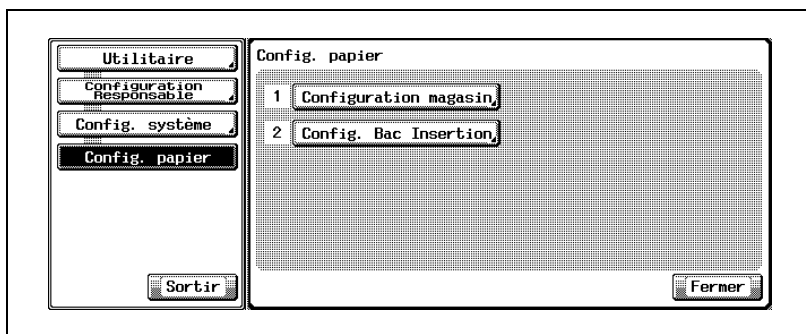 Utilitaire
Configuration
Responsable
Config. système
Config. papier
Sortir
Config. papier
1 Configuration magasin
2 Config. Bac Insertion
Fermer